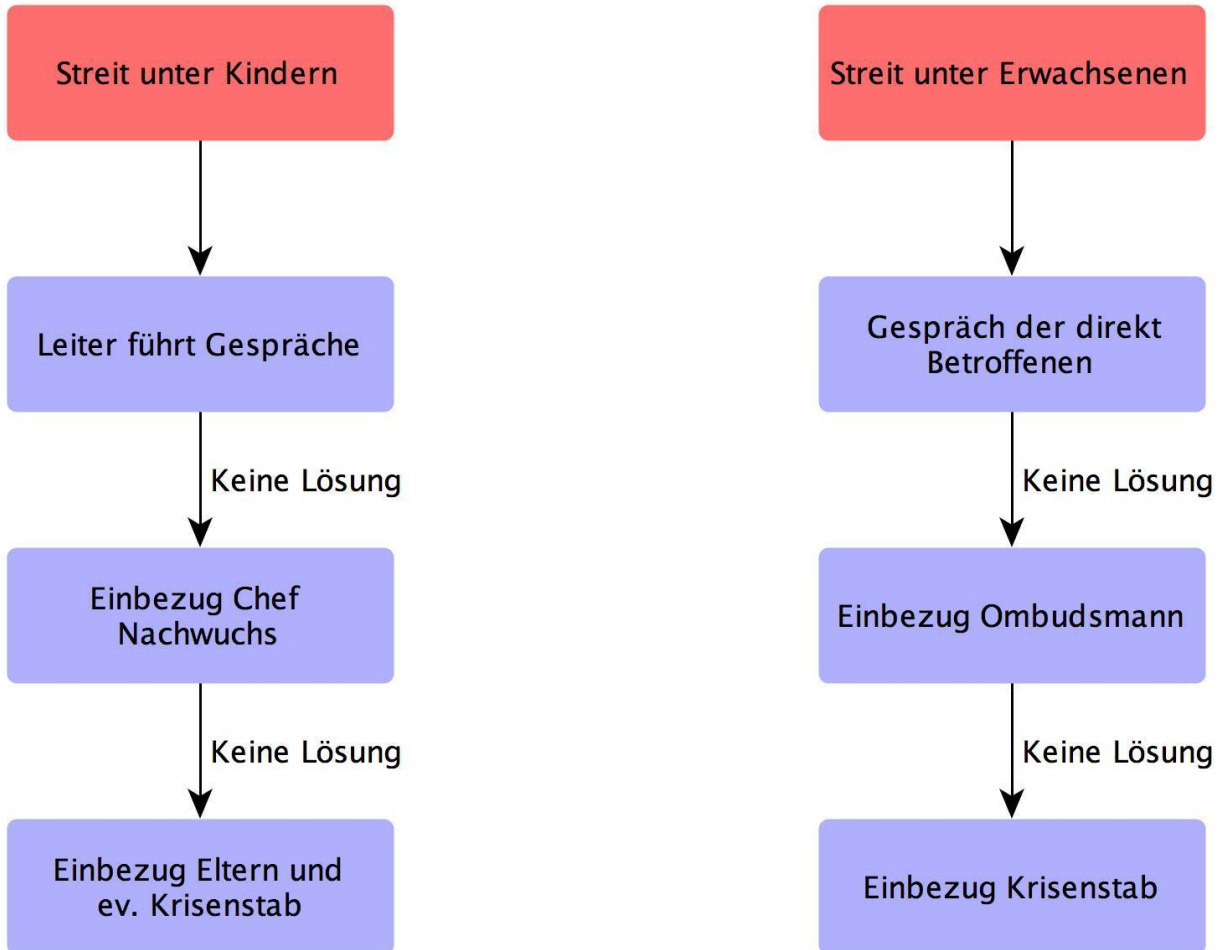 Streit unter Kindern
Leiter führt Gespräche
Keine Lösung
Einbezug Chef
Nachwuchs
Keine Lösung
Einbezug Eltern und
ev. Krisenstab
Streit unter Erwachsenen
Gespräch der direkt
Betroffenen
Keine Lösung
Einbezug Ombudsmann
Keine Lösung
Einbezug Krisenstab